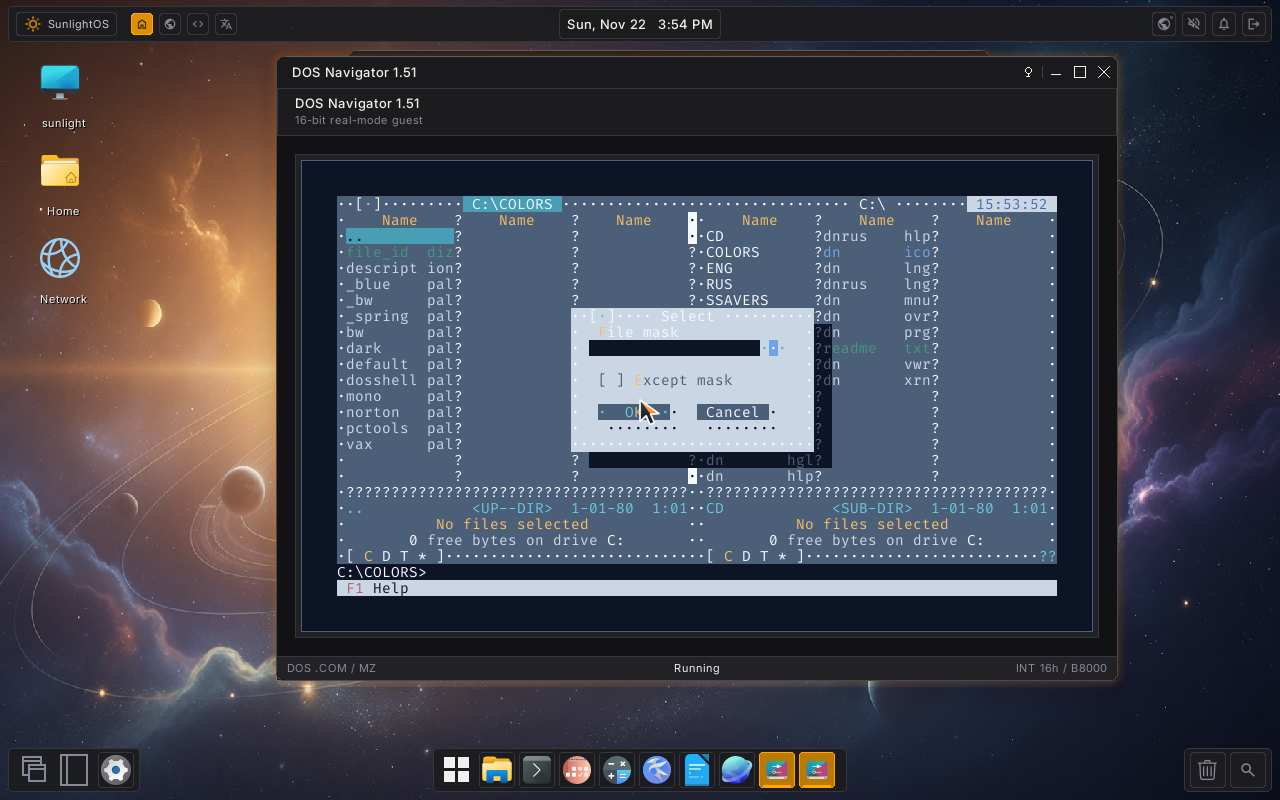 SunlightOS
Sun, Nov 22 3:54 PM
sunlight
Home
Network
DOS Navigator 1.51
DOS Navigator 1.51
16-bit real-mode guest
··[·]········· C:\COLORS ································· C:\ ········ 15:53:52
· Name ? Name ? Name ·· Name ? Name ? Name ·
·.. ? ? ··CD ?dnrus hlp? ·
·file_id diz? ? ?·COLORS ?dn ico? ·
·descript ion? ? ?·ENG ?dn lng? ·
·_blue pal? ? ?·RUS ?dnrus lng? ·
·_bw pal? ? ?·SSAVERS ?dn mnu? ·
·_spring pal? ··[·]···· Select ·········· ?dn ovr? ·
·bw pal? · File mask ·?dn prg? ·
·dark pal? · ··· ·?readme txt? ·
·default pal? · ·?dn vwr? ·
·dosshell pal? · [ ] Except mask ·?dn xrn? ·
·mono pal? · ·? ? ·
·norton pal? · · OK ·· Cancel · ·? ? ·
·pctools pal? · ········ ········ ·? ? ·
·vax pal? ··························? ? ·
· ? ? ?·dn hgl? ? ·
· ? ? ··dn hlp? ? ·
·??????????????????????????????????????··??????????????????????????????????????·
·.. <UP--DIR> 1-01-80 1:01··CD <SUB-DIR> 1-01-80 1:01·
· No files selected ·· No files selected ·
· 0 free bytes on drive C: ·· 0 free bytes on drive C: ·
·[ C D T * ]····························[ C D T * ]··························??
C:\COLORS>
F1 Help
DOS .COM / MZ
Running
INT 16h / B8000